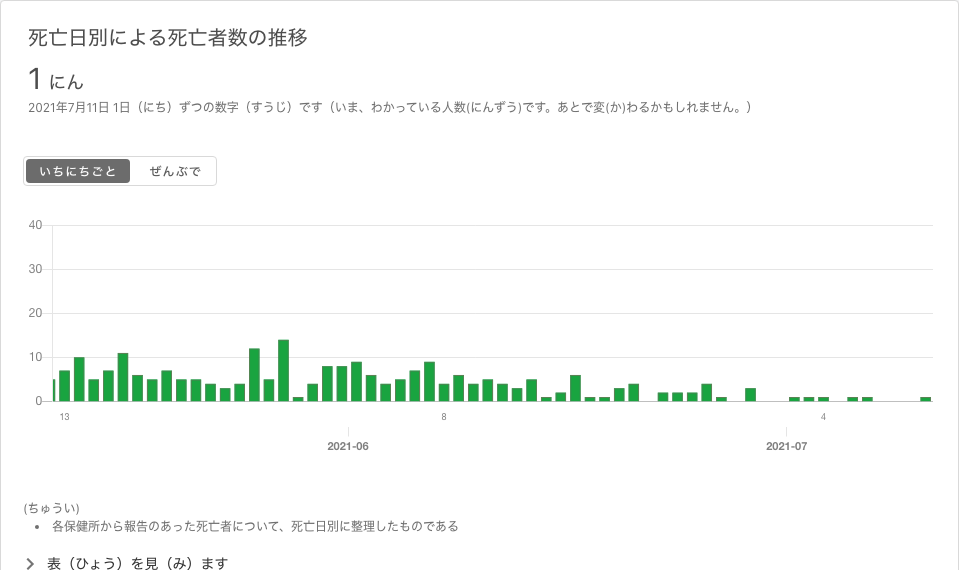 死亡日別による死亡者数の推移
1 にん
2021年7月11日 1日（にち）ずつの数字（すうじ）です（いま、わかっている人数(にんずう)です。あとで変(か)わるかもしれません。）
いちにちごと ぜんぶで
40
30
20
10
0
13 8 4
2021-06 2021-07
(ちゅうい)
• 各保健所から報告のあった死亡者について、死亡日別に整理したものである
表（ひょう）を見（み）ます